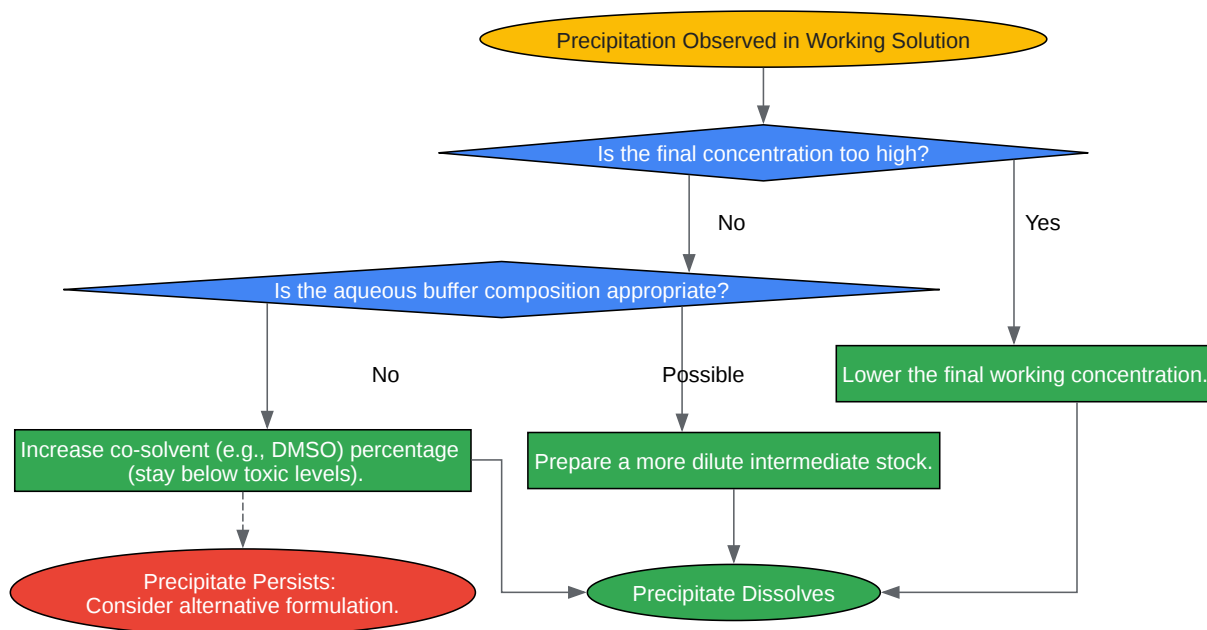 Precipitation Observed in Working Solution
Is the final concentration too high?
No
Yes
Is the aqueous buffer composition appropriate?
No
Possible
Lower the final working concentration.
Increase co-solvent (e.g., DMSO) percentage
(stay below toxic levels).
Prepare a more dilute intermediate stock.
Precipitate Persists:
Consider alternative formulation.
Precipitate Dissolves